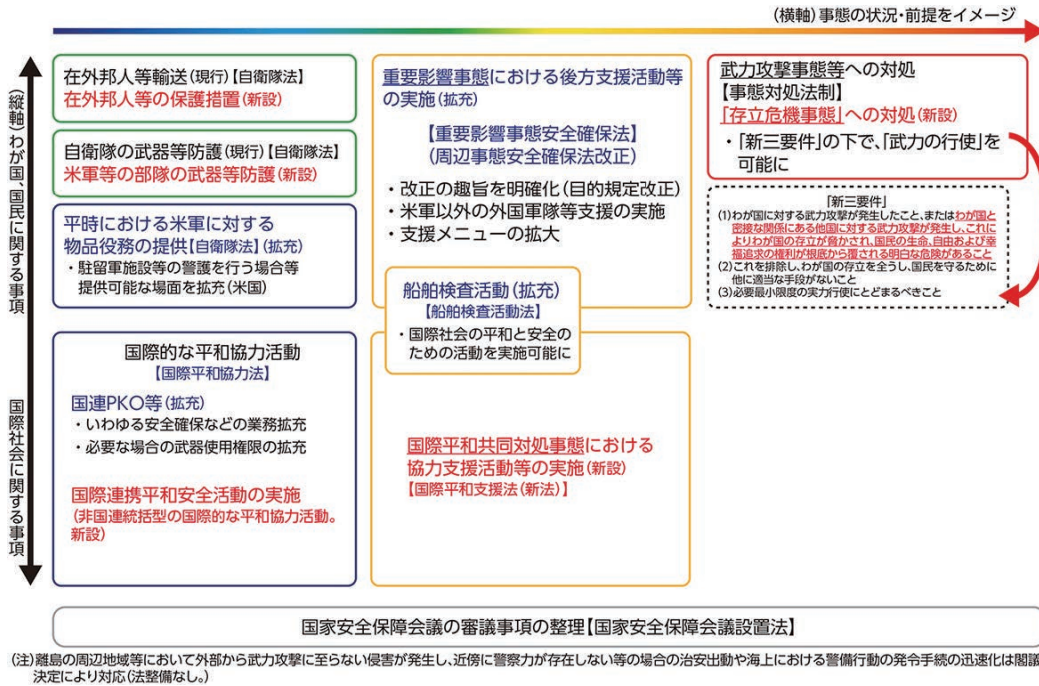 (横軸)事態の状況・前提をイメージ
(縦軸)わが国、国民に関する事項
国際社会に関する事項
在外邦人等輸送(現行)【自衛隊法】
在外邦人等の保護措置(新設)
自衛隊の武器等防護(現行)【自衛隊法】
米軍等の部隊の武器等防護(新設)
平時における米軍に対する
物品役務の提供【自衛隊法】(拡充)
・駐留軍施設等の警護を行う場合等
提供可能な場面を拡充(米国)
国際的な平和協力活動
【国際平和協力法】
国連PKO等(拡充)
・いわゆる安全確保などの業務拡充
・必要な場合の武器使用権限の拡充
国際連携平和安全活動の実施
(非国連統括型の国際的な平和協力活動。
新設)
重要影響事態における後方支援活動等
の実施(拡充)
【重要影響事態安全確保法】
(周辺事態安全確保法改正)
・改正の趣旨を明確化(目的規定改正)
・米軍以外の外国軍隊等支援の実施
・支援メニューの拡大
船舶検査活動(拡充)
【船舶検査活動法】
・国際社会の平和と安全の
ための活動を実施可能に
国際平和共同対処事態における
協力支援活動等の実施(新設)
【国際平和支援法(新法)】
武力攻撃事態等への対処
【事態対処法制】
「存立危機事態」への対処(新設)
・「新三要件」の下で、「武力の行使」を
可能に
「新三要件」
(1)わが国に対する武力攻撃が発生したこと、またはわが国と
密接な関係にある他国に対する武力攻撃が発生し、これに
よりわが国の存立が脅かされ、国民の生命、自由および幸
福追求の権利が根底から覆される明白な危険があること
(2)これを排除し、わが国の存立を全うし、国民を守るために
他に適当な手段がないこと
(3)必要最小限度の実力行使にとどまるべきこと
国家安全保障会議の審議事項の整理【国家安全保障会議設置法】
(注)離島の周辺地域等において外部から武力攻撃に至らない侵害が発生し、近傍に警察力が存在しない等の場合の治安出動や海上における警備行動の発令手続の迅速化は閣議
決定により対応(法整備なし。)